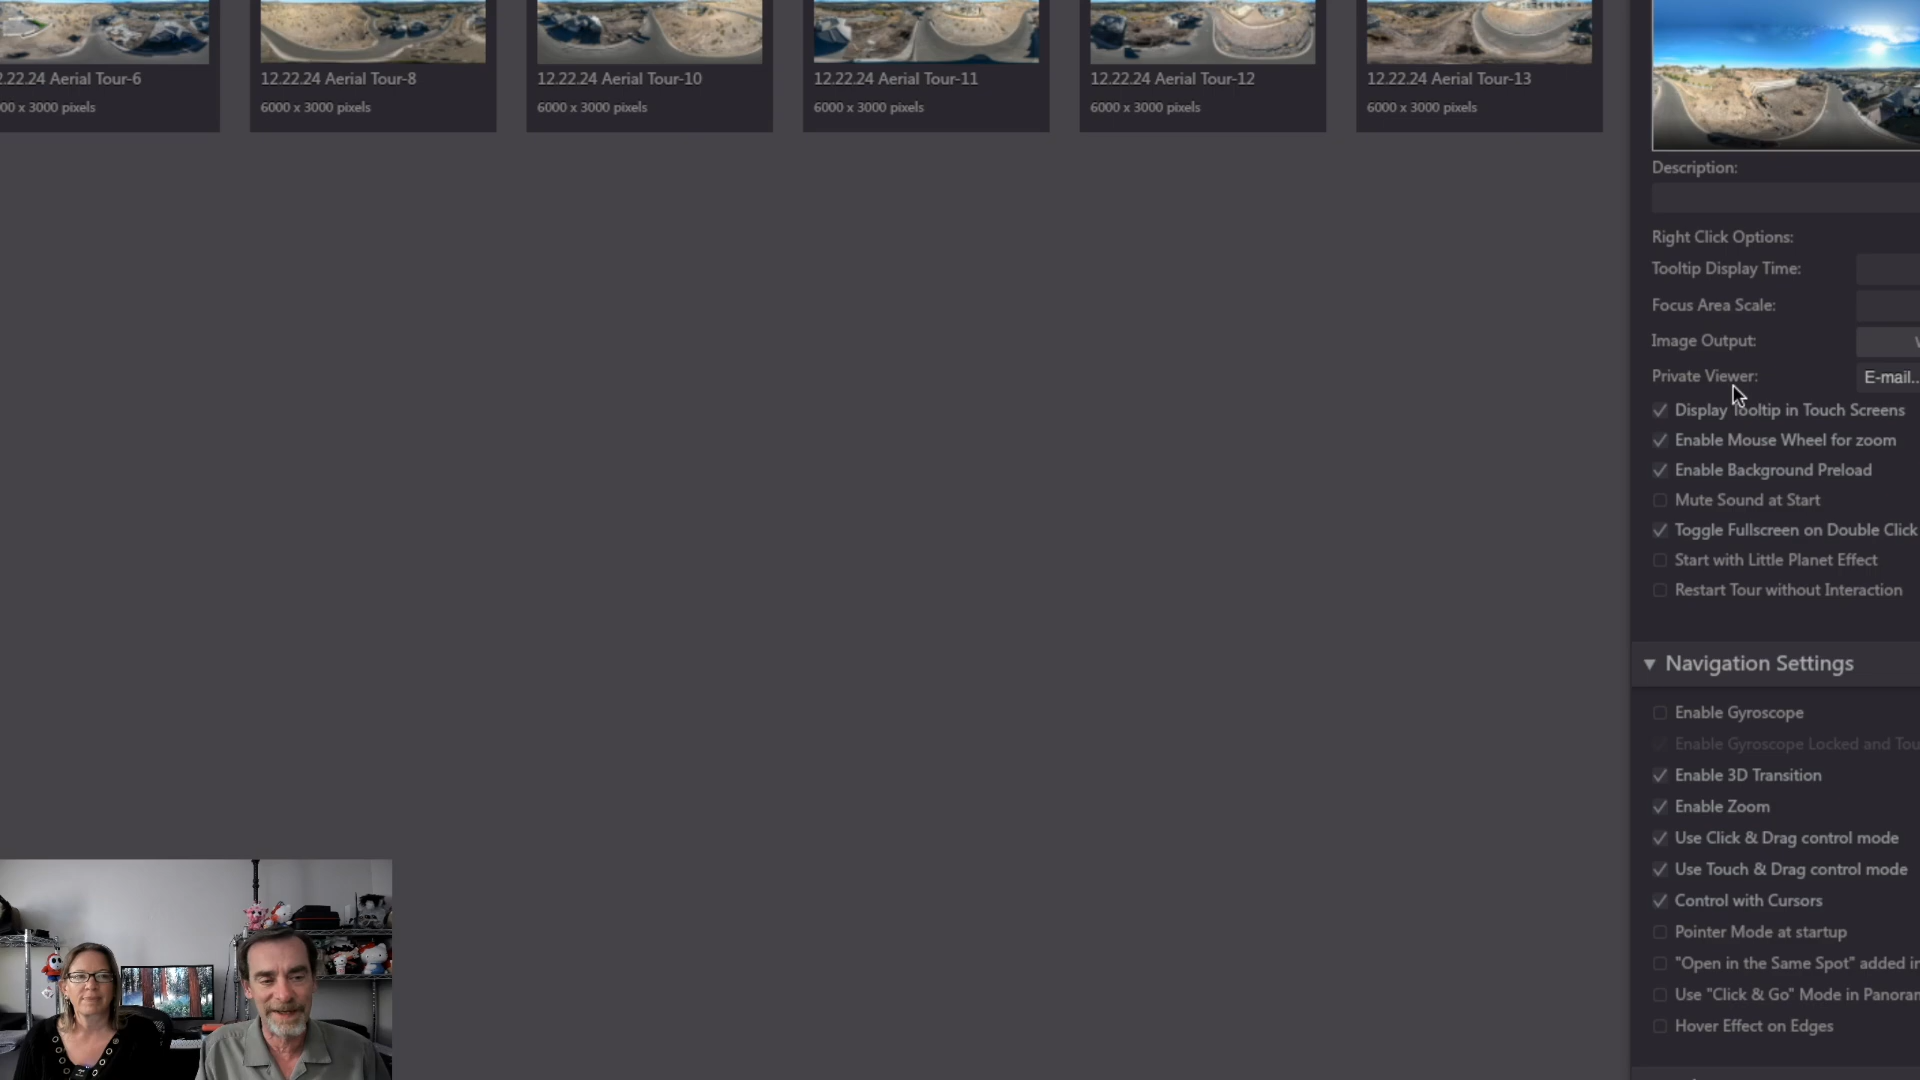 2.22.24 Aerial Tour-6
00 x 3000 pixels
12.22.24 Aerial Tour-8
6000 x 3000 pixels
12.22.24 Aerial Tour-10
6000 x 3000 pixels
12.22.24 Aerial Tour-11
6000 x 3000 pixels
12.22.24 Aerial Tour-12
6000 x 3000 pixels
12.22.24 Aerial Tour-13
6000 x 3000 pixels
Description:
Right Click Options:
Tooltip Display Time:
Focus Area Scale:
Image Output:
Private Viewer:
E-mail...
Display Tooltip in Touch Screens
Enable Mouse Wheel for zoom
Enable Background Preload
Mute Sound at Start
Toggle Fullscreen on Double Click
Start with Little Planet Effect
Restart Tour without Interaction
Navigation Settings
Enable Gyroscope
Enable Gyroscope Locked and Tou
Enable 3D Transition
Enable Zoom
Use Click & Drag control mode
Use Touch & Drag control mode
Control with Cursors
Pointer Mode at startup
"Open in the Same Spot" added in
Use "Click & Go" Mode in Panoram
Hover Effect on Edges